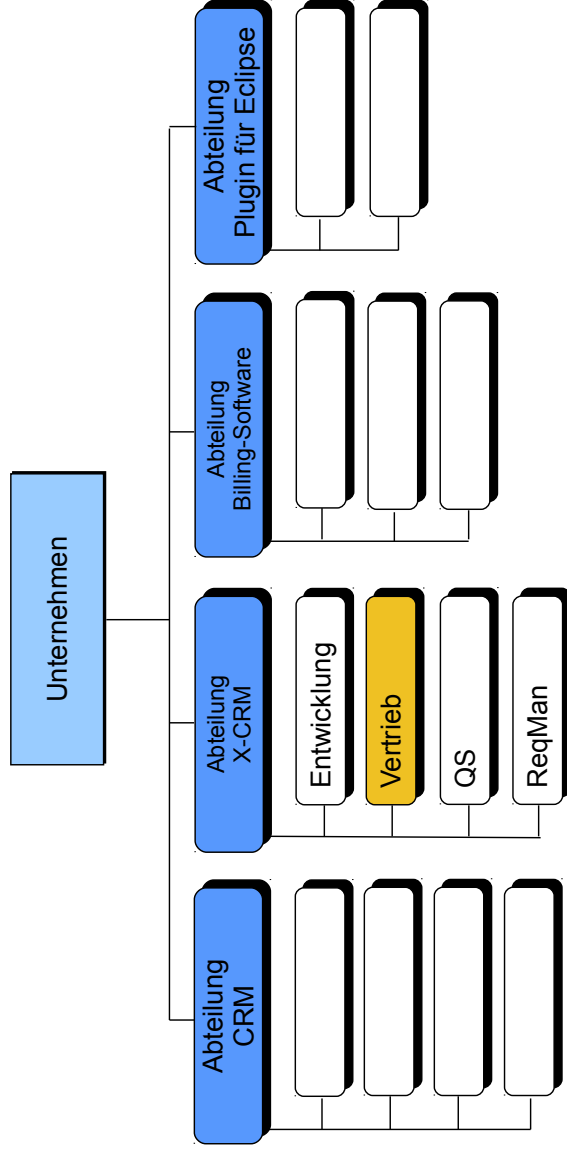 Unternehmen
Abteilung
CRM
Abteilung
X-CRM
Entwicklung
Vertrieb
QS
ReqMan
Abteilung
Billing-Software
Abteilung
Plugin für Eclipse